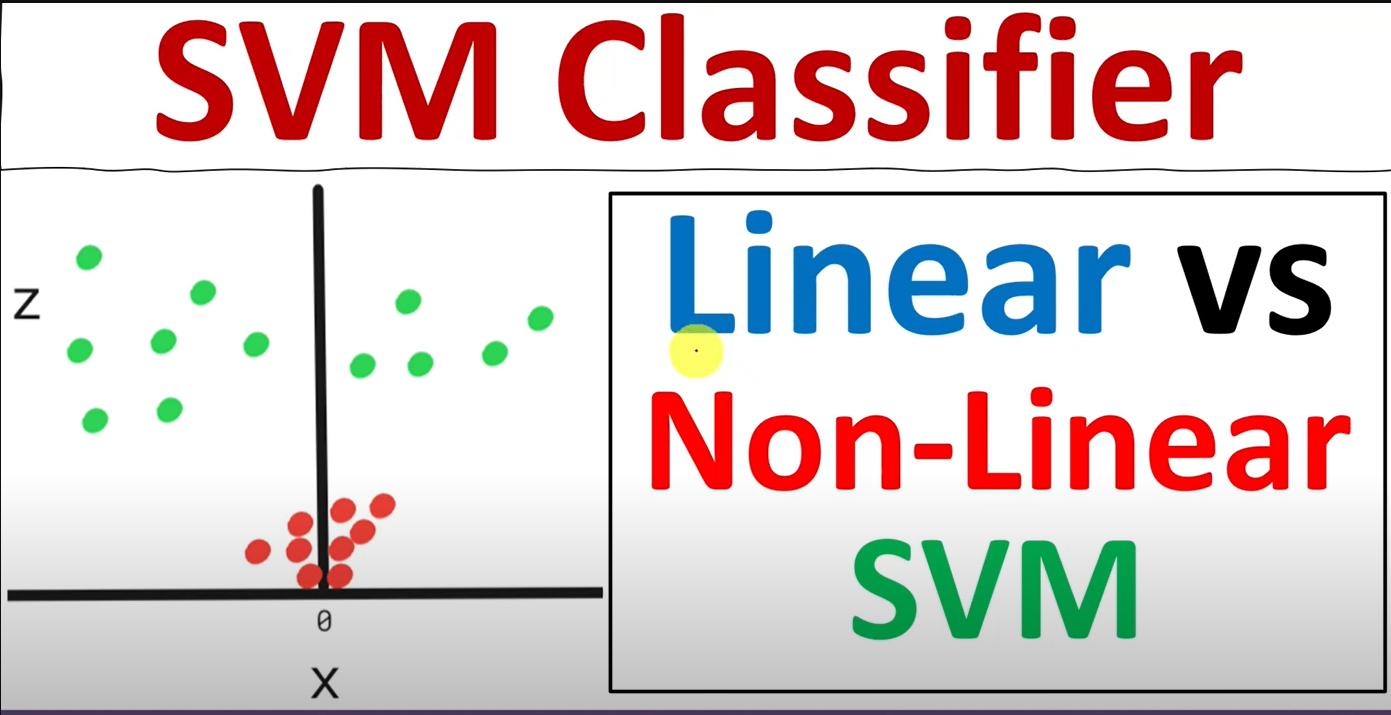 SVM Classifier
Z
0
X
Linear vs
Non-Linear
SVM